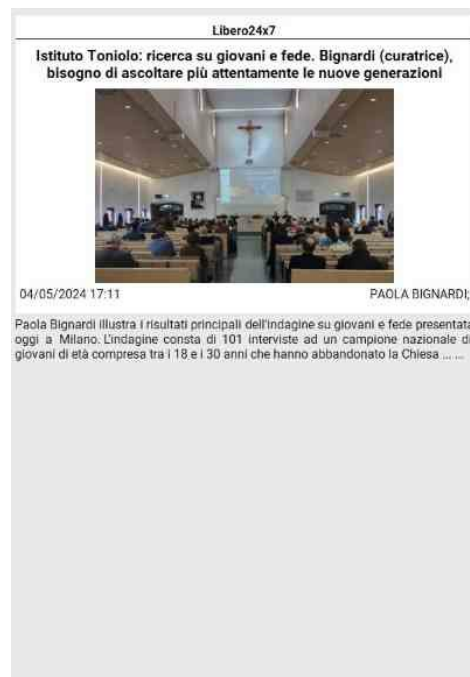 Libero24x7
Istituto Toniolo: ricerca su giovani e fede. Bignardi (curatrice),
bisogno di ascoltare più attentamente le nuove generazioni
04/05/2024 17:11
PAOLA BIGNARDI;
Paola Bignardi illustra i risultati principali dell'indagine su giovani e fede presentata
oggi a Milano. L'indagine consta di 101 interviste ad un campione nazionale di
giovani di età compresa tra i 18 e i 30 anni che hanno abbandonato la Chiesa ... ...